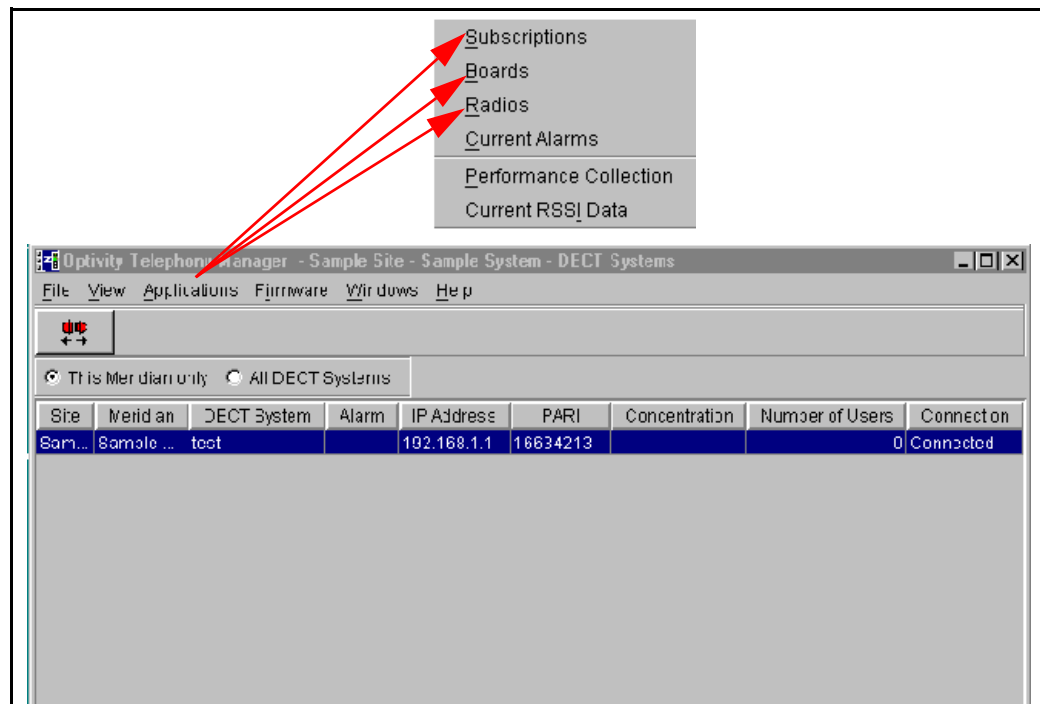 Subscriptions
Boards
Radios
Current Alarms
Performance Collection
Current RSSI Data
Optivity Telephony Manager - Sample Site - Sample System - DECT Systems
File View Applications Firmware Windows Help
This Meridian only All DECT Systems
Site Meridian DECT System Alarm IP Address PARI Concentration Number of Users Connection
Sam... Sample ... test 192.168.1.1 16634213 0 Connected